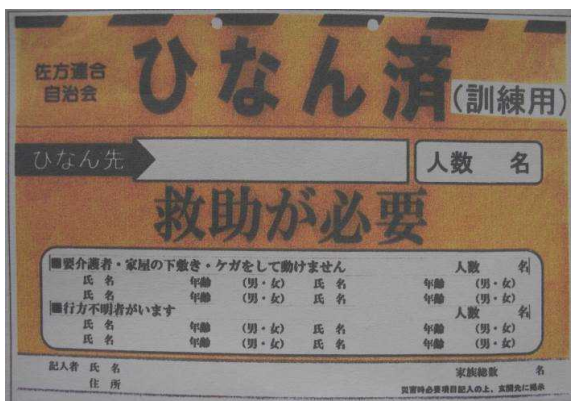 佐方連合
自治会
ひなん済(訓練用)
ひなん先
人数 名
救助が必要
■要介護者・家屋の下敷き・ケガをして動けません 人数 名
氏 名 年齢 (男・女) 氏 名 年齢 (男・女)
氏 名 年齢 (男・女) 氏 名 年齢 (男・女)
■行方不明者がいます 人数 名
氏 名 年齢 (男・女) 氏 名 年齢 (男・女)
氏 名 年齢 (男・女) 氏 名 年齢 (男・女)
記入者 氏 名 家族総数 名
住 所
災害時必要項目記入の上、玄関先に掲示